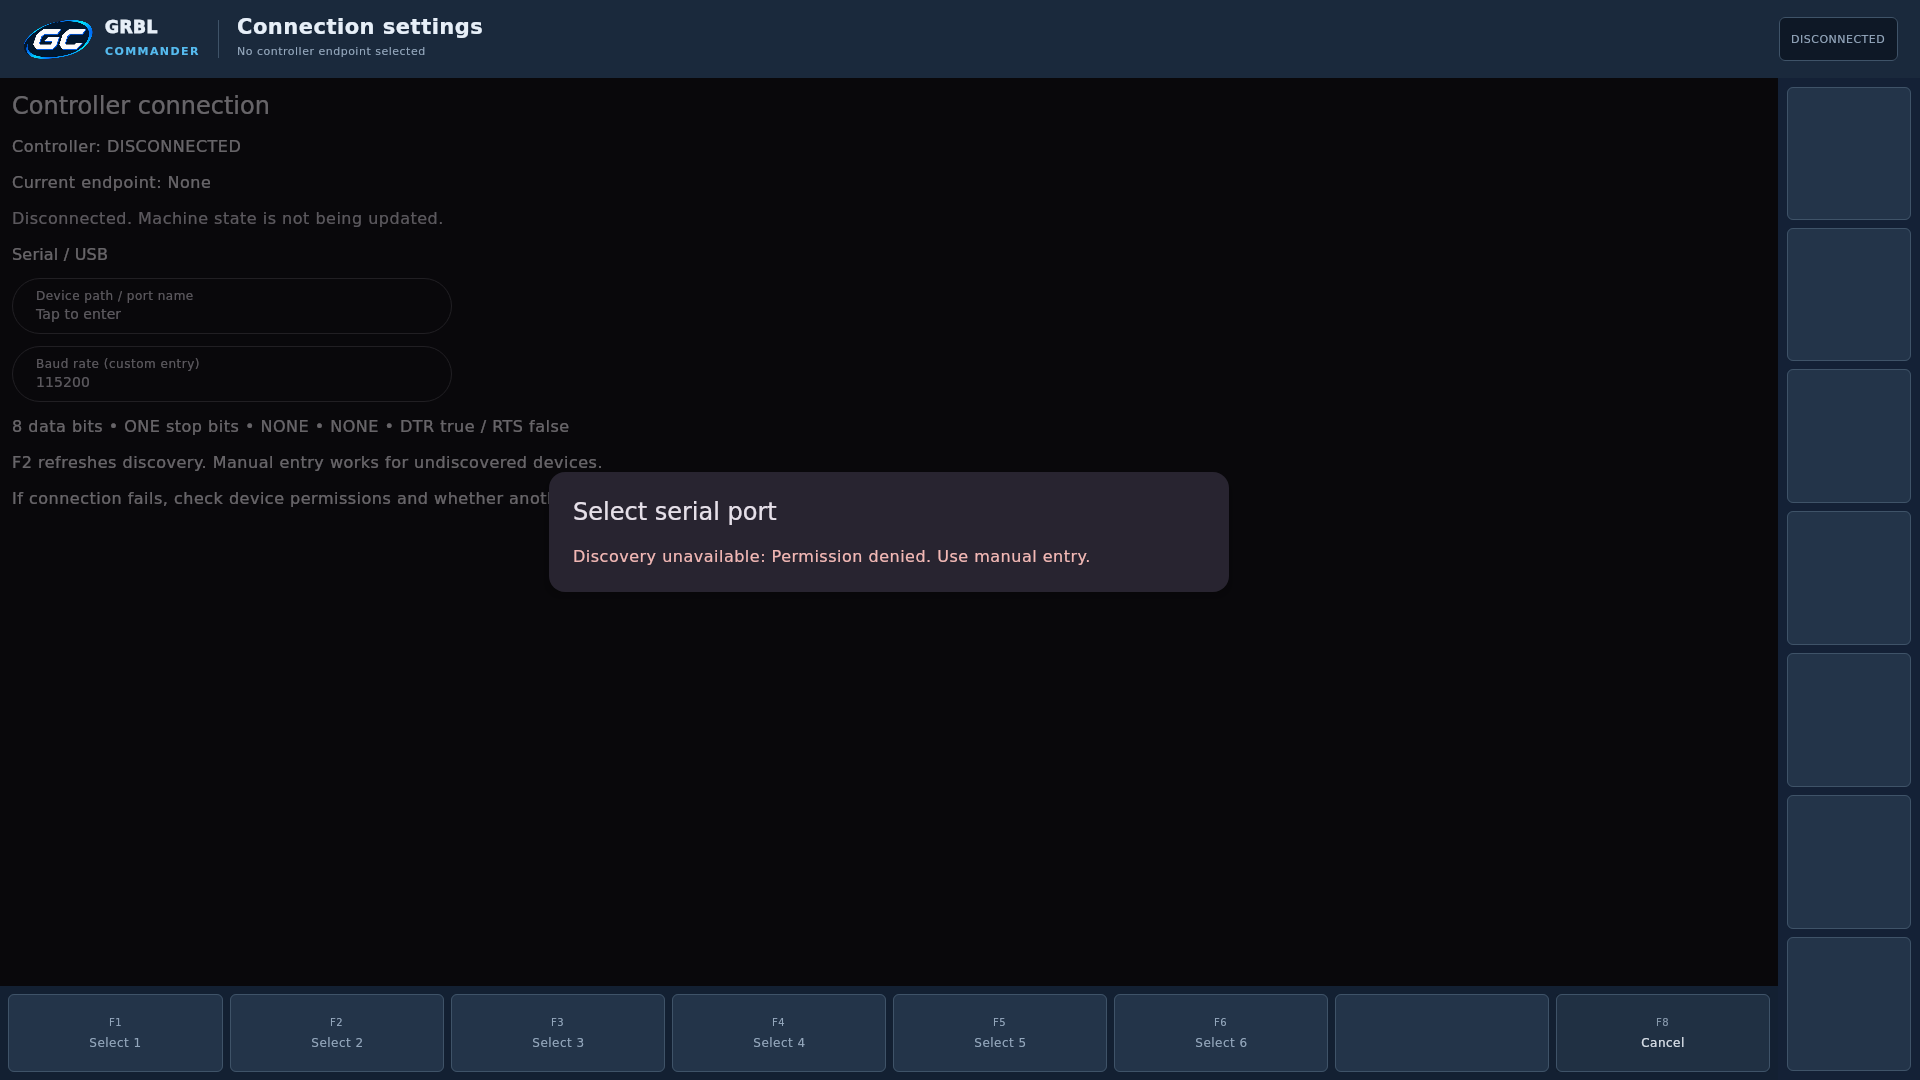 GC
GRBL
COMMANDER
Connection settings
No controller endpoint selected
DISCONNECTED
Controller connection
Controller: DISCONNECTED
Current endpoint: None
Disconnected. Machine state is not being updated.
Serial / USB
Device path / port name
Tap to enter
Baud rate (custom entry)
115200
8 data bits • ONE stop bits • NONE • NONE • DTR true / RTS false
F2 refreshes discovery. Manual entry works for undiscovered devices.
If connection fails, check device permissions and whether
Select serial port
Discovery unavailable: Permission denied. Use manual entry.
F1
Select 1
F2
Select 2
F3
Select 3
F4
Select 4
F5
Select 5
F6
Select 6
F8
Cancel